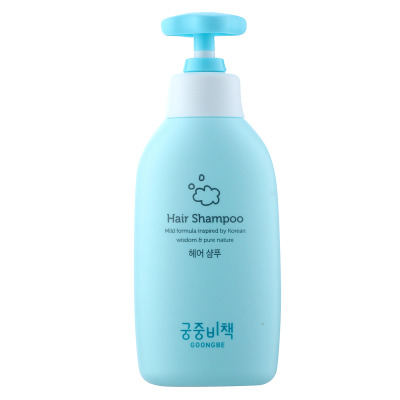 Hair Shampoo
Mild formula inspired by Korean
wisdom & pure nature
헤어 샴푸
궁중비책
GOONGBE